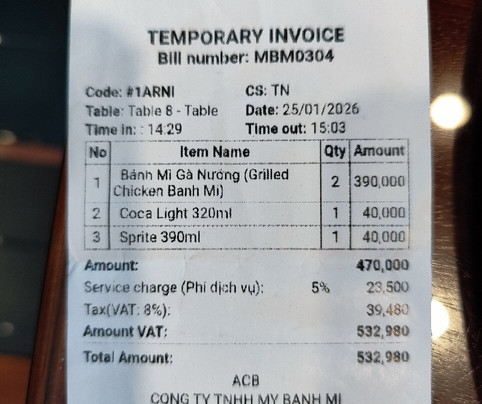 TEMPORARY INVOICE
Bill number: MBM0304
Code: #1ARNI CS: TN
Table: Table 8 - Table Date: 25/01/2026
Time in: : 14:29 Time out: 15:03
No Item Name Qty Amount
1 Bánh Mì Gà Nướng (Grilled Chicken Banh Mi) 2 390,000
2 Coca Light 320ml 1 40,000
3 Sprite 390ml 1 40,000
Amount: 470,000
Service charge (Phí dịch vụ): 5% 23,500
Tax(VAT: 8%): 39,480
Amount VAT: 532,980
Total Amount: 532,980
ACB
CONG TY TNHH MY BANH MI